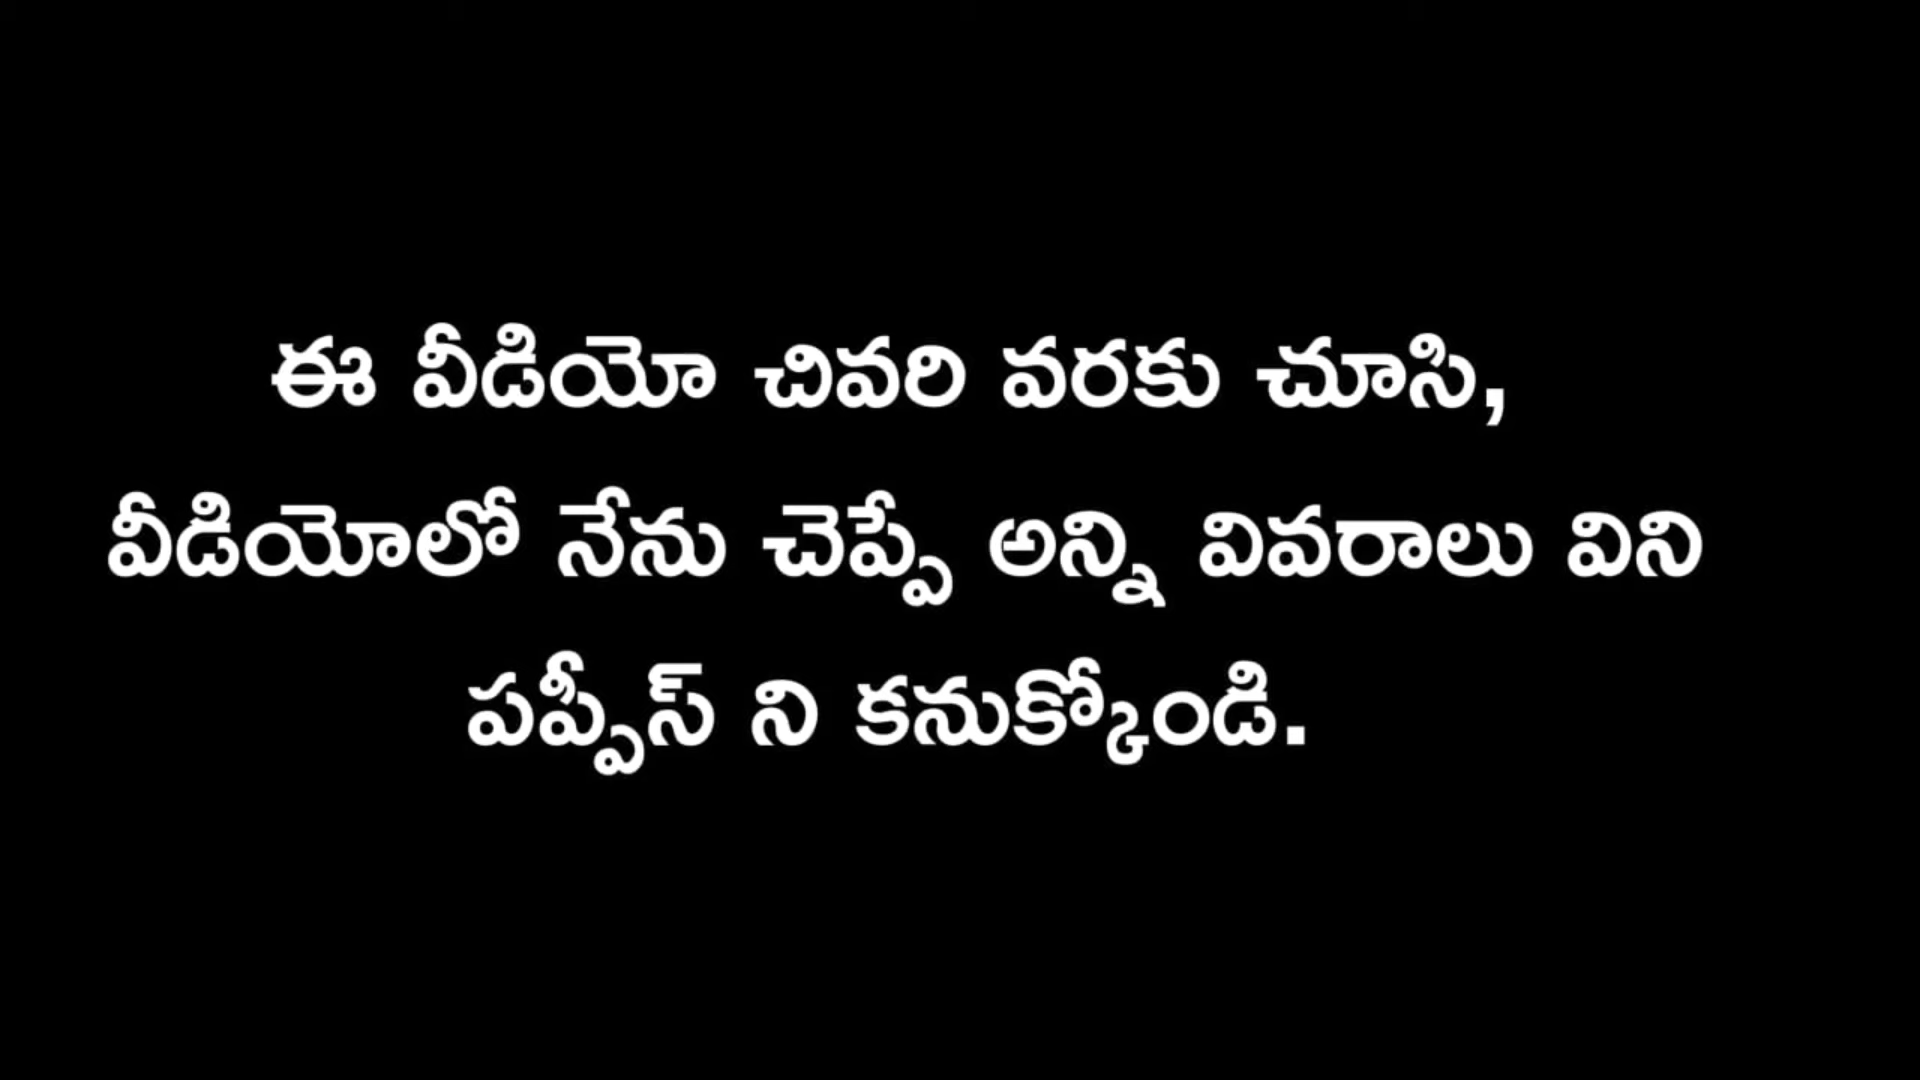 ఈ వీడియో చివరి వరకు చూసి,
వీడియోలో నేను చెప్పే అన్ని వివరాలు విని
పప్పీస్ ని కనుక్కోండి.